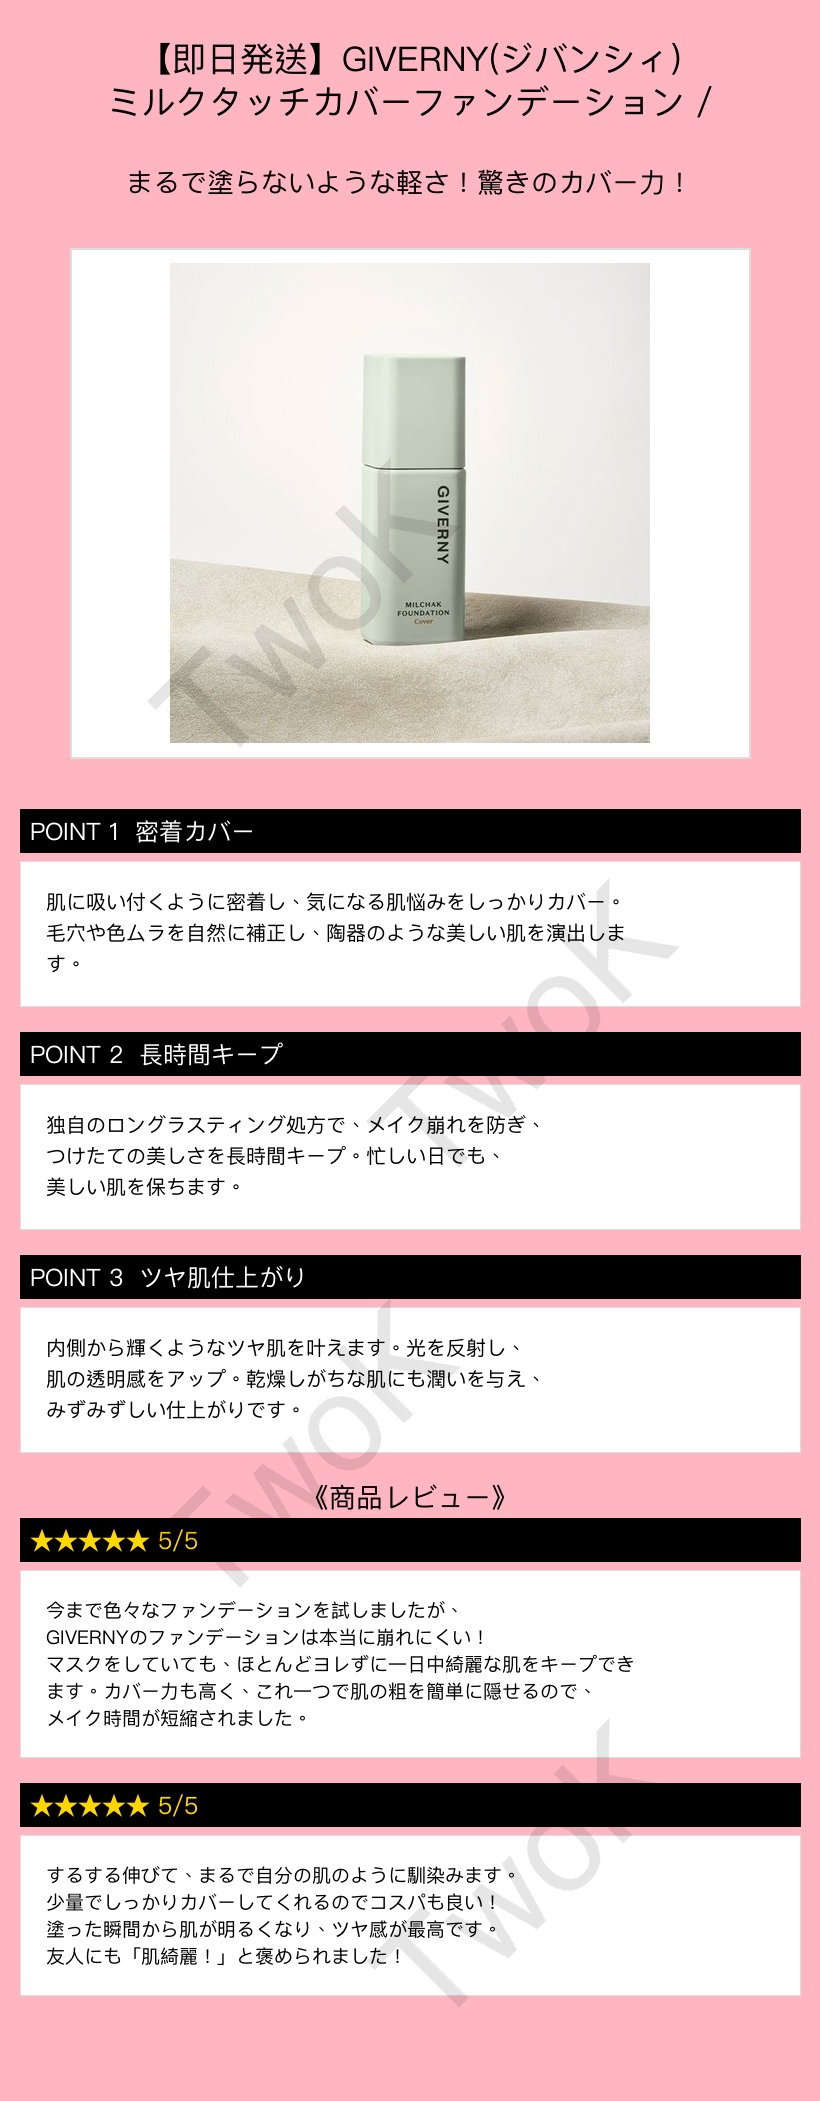 【即日発送】GIVERNY(ジバンシィ)
ミルクタッチカバーファンデーション /
まるで塗らないような軽さ！驚きのカバー力！
GIVERNY
MILCHAK
FOUNDATION
Cover
TwoK
POINT 1 密着カバー
肌に吸い付くように密着し、気になる肌悩みをしっかりカバー。
毛穴や色ムラを自然に補正し、陶器のような美しい肌を演出しま
す。
TwoK
POINT 2 長時間キープ
独自のロングラスティング処方で、メイク崩れを防ぎ、
つけたての美しさを長時間キープ。忙しい日でも、
美しい肌を保ちます。
POINT 3 ツヤ肌仕上がり
内側から輝くようなツヤ肌を叶えます。光を反射し、
肌の透明感をアップ。乾燥しがちな肌にも潤いを与え、
みずみずしい仕上がりです。
TwoK
《商品レビュー》
★★★★★ 5/5
今まで色々なファンデーションを試しましたが、
GIVERNYのファンデーションは本当に崩れにくい！
マスクをしていても、ほとんどヨレずに一日中綺麗な肌をキープでき
ます。カバー力も高く、これ一つで肌の粗を簡単に隠せるので、
メイク時間が短縮されました。
★★★★★ 5/5
するする伸びて、まるで自分の肌のように馴染みます。
少量でしっかりカバーしてくれるのでコスパも良い！
塗った瞬間から肌が明るくなり、ツヤ感が最高です。
友人にも「肌綺麗！」と褒められました！
TwoK